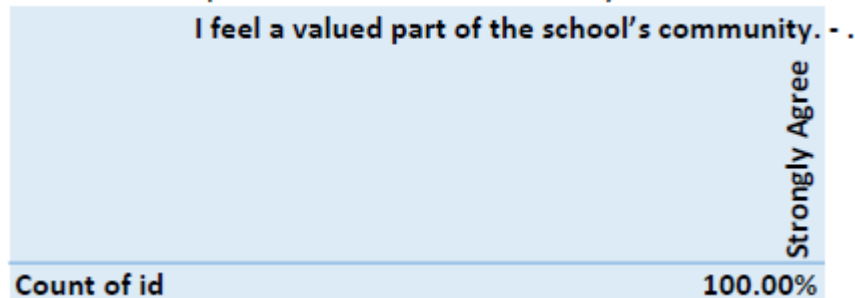 I feel a valued part of the school's community. - .
Strongly Agree
Count of id 100.00%